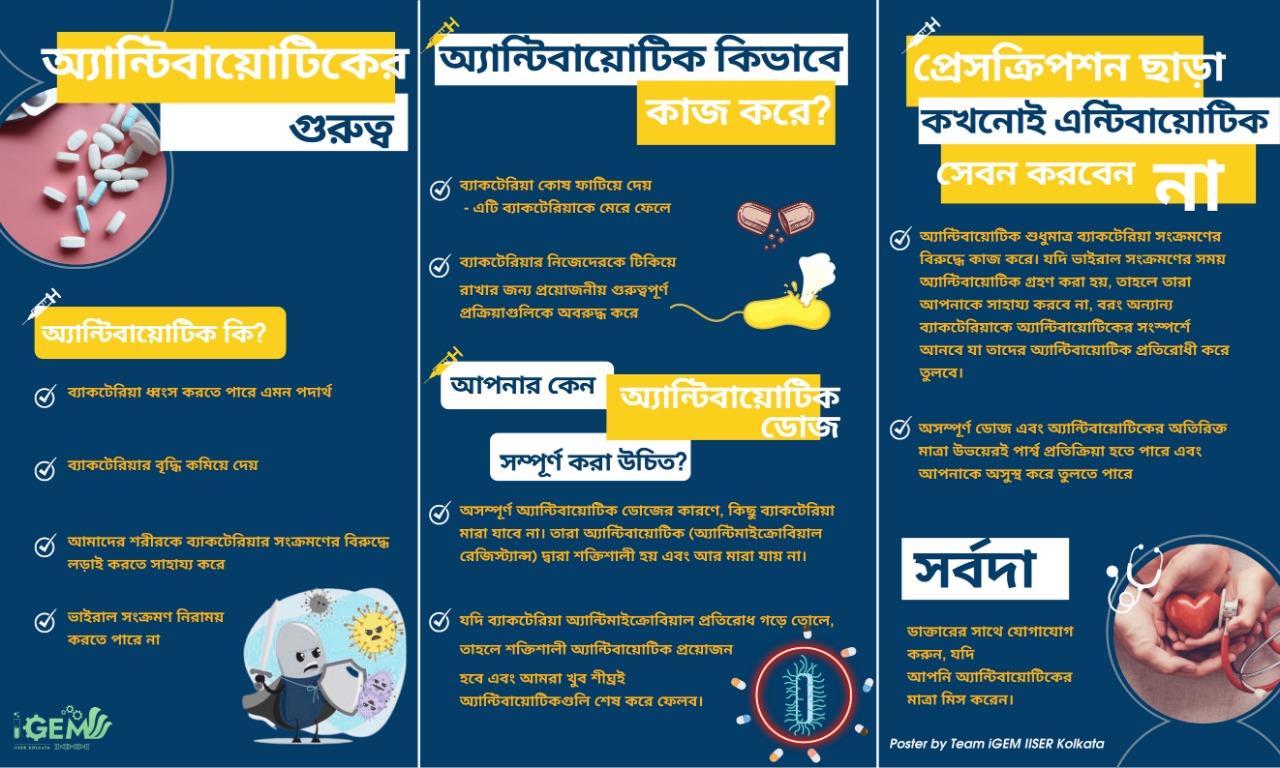 অ্যান্টিবায়োটিকের
গুরুত্ব
অ্যান্টিবায়োটিক কি?
ব্যাকটেরিয়া ধ্বংস করতে পারে এমন পদার্থ
ব্যাকটেরিয়ার বৃদ্ধি কমিয়ে দেয়
আমাদের শরীরকে ব্যাকটেরিয়ার সংক্রমণের বিরুদ্ধে
লড়াই করতে সাহায্য করে
ভাইরাল সংক্রমণ নিরাময়
করতে পারে না
iGEM
IISER KOLKATA
অ্যান্টিবায়োটিক কিভাবে
কাজ করে?
ব্যাকটেরিয়া কোষ ফাটিয়ে দেয়
- এটি ব্যাকটেরিয়াকে মেরে ফেলে
ব্যাকটেরিয়ার নিজেদেরকে টিকিয়ে
রাখার জন্য প্রয়োজনীয় গুরুত্বপূর্ণ
প্রক্রিয়াগুলিকে অবরুদ্ধ করে
আপনার কেন
অ্যান্টিবায়োটিক
ডোজ
সম্পূর্ণ করা উচিত?
অসম্পূর্ণ অ্যান্টিবায়োটিক ডোজের কারণে, কিছু ব্যাকটেরিয়া
মারা যাবে না। তারা অ্যান্টিবায়োটিক (অ্যান্টিমাইক্রোবিয়াল
রেজিস্ট্যান্স) দ্বারা শক্তিশালী হয় এবং আর মারা যায় না।
যদি ব্যাকটেরিয়া অ্যান্টিমাইক্রোবিয়াল প্রতিরোধ গড়ে তোলে,
তাহলে শক্তিশালী অ্যান্টিবায়োটিক প্রয়োজন
হবে এবং আমরা খুব শীঘ্রই
অ্যান্টিবায়োটিকগুলি শেষ করে ফেলব।
প্রেসক্রিপশন ছাড়া
কখনোই এন্টিবায়োটিক
সেবন করবেন না
অ্যান্টিবায়োটিক শুধুমাত্র ব্যাকটেরিয়া সংক্রমণের
বিরুদ্ধে কাজ করে। যদি ভাইরাল সংক্রমণের সময়
অ্যান্টিবায়োটিক গ্রহণ করা হয়, তাহলে তারা
আপনাকে সাহায্য করবে না, বরং অন্যান্য
ব্যাকটেরিয়াকে অ্যান্টিবায়োটিকের সংস্পর্শে
আনবে যা তাদের অ্যান্টিবায়োটিক প্রতিরোধী করে
তুলবে।
অসম্পূর্ণ ডোজ এবং অ্যান্টিবায়োটিকের অতিরিক্ত
মাত্রা উভয়েরই পার্শ্ব প্রতিক্রিয়া হতে পারে এবং
আপনাকে অসুস্থ করে তুলতে পারে
সর্বদা
ডাক্তারের সাথে যোগাযোগ
করুন, যদি
আপনি অ্যান্টিবায়োটিকের
মাত্রা মিস করেন।
Poster by Team iGEM IISER Kolkata